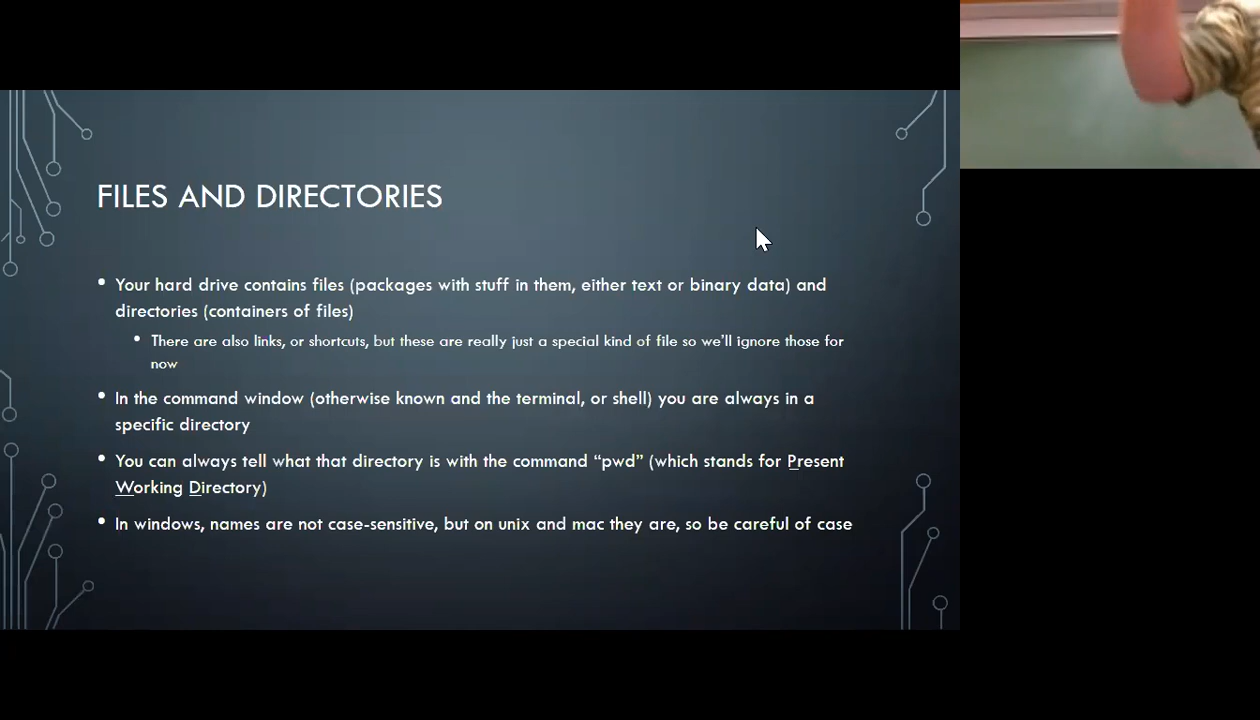 FILES AND DIRECTORIES
• Your hard drive contains files (packages with stuff in them, either text or binary data) and
directories (containers of files)
• There are also links, or shortcuts, but these are really just a special kind of file so we'll ignore those for
now
• In the command window (otherwise known and the terminal, or shell) you are always in a
specific directory
• You can always tell what that directory is with the command “pwd” (which stands for Present
Working Directory)
• In windows, names are not case-sensitive, but on unix and mac they are, so be careful of case